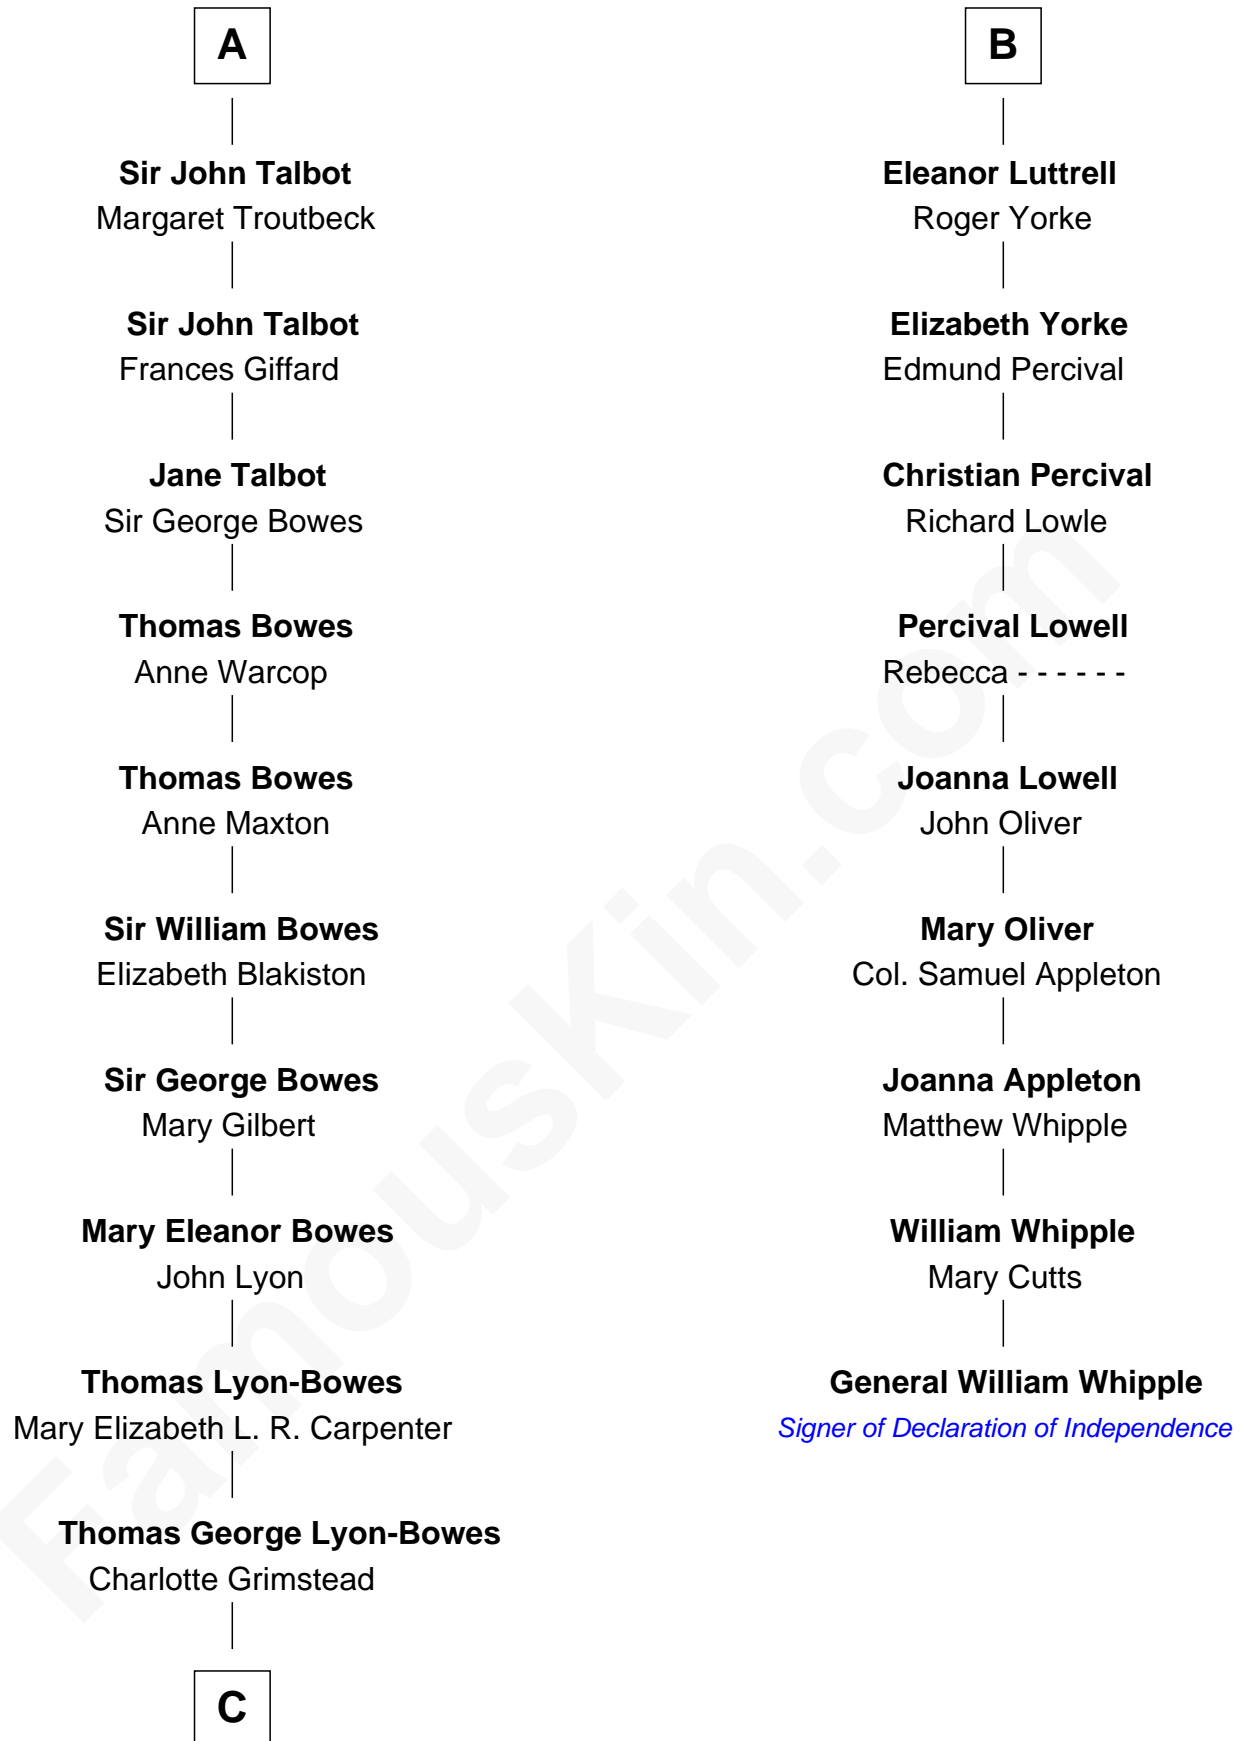 A
Sir John Talbot
Margaret Troutbeck
Sir John Talbot
Frances Giffard
Jane Talbot
Sir George Bowes
Thomas Bowes
Anne Warcop
Thomas Bowes
Anne Maxton
Sir William Bowes
Elizabeth Blakiston
Sir George Bowes
Mary Gilbert
Mary Eleanor Bowes
John Lyon
Thomas Lyon-Bowes
Mary Elizabeth L. R. Carpenter
Thomas George Lyon-Bowes
Charlotte Grimstead
C
B
Eleanor Luttrell
Roger Yorke
Elizabeth Yorke
Edmund Percival
Christian Percival
Richard Lowle
Percival Lowell
Rebecca - - - - - -
Joanna Lowell
John Oliver
Mary Oliver
Col. Samuel Appleton
Joanna Appleton
Matthew Whipple
William Whipple
Mary Cutts
General William Whipple
Signer of Declaration of Independence
FamousKin.com